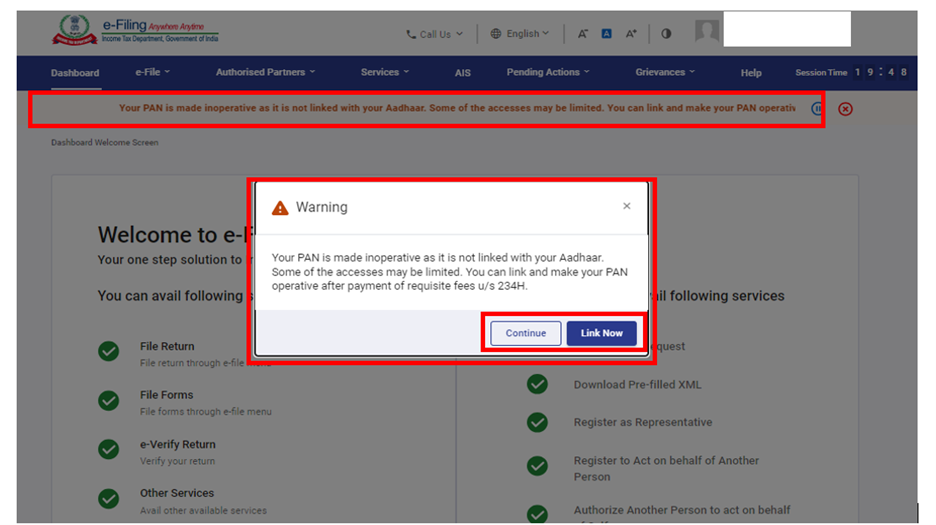 e-Filing Anywhere Anytime
Income Tax Department, Government of India
Call Us
English
A-
A
A+
Dashboard
e-File
Authorised Partners
Services
AIS
Pending Actions
Grievances
Help
Session Time 1 9 : 4 8
Your PAN is made inoperative as it is not linked with your Aadhaar. Some of the accesses may be limited. You can link and make your PAN operativ
Dashboard Welcome Screen
Welcome to e-F
Your one step solution to
You can avail following s
File Return
File return through e-file menu
File Forms
File forms through e-file menu
e-Verify Return
Verify your return
Other Services
Avail other available services
Warning
Your PAN is made inoperative as it is not linked with your Aadhaar.
Some of the accesses may be limited. You can link and make your PAN
operative after payment of requisite fees u/s 234H.
Continue
Link Now
ail following services
quest
Download Pre-filled XML
Register as Representative
Register to Act on behalf of Another
Person
Authorize Another Person to act on behalf